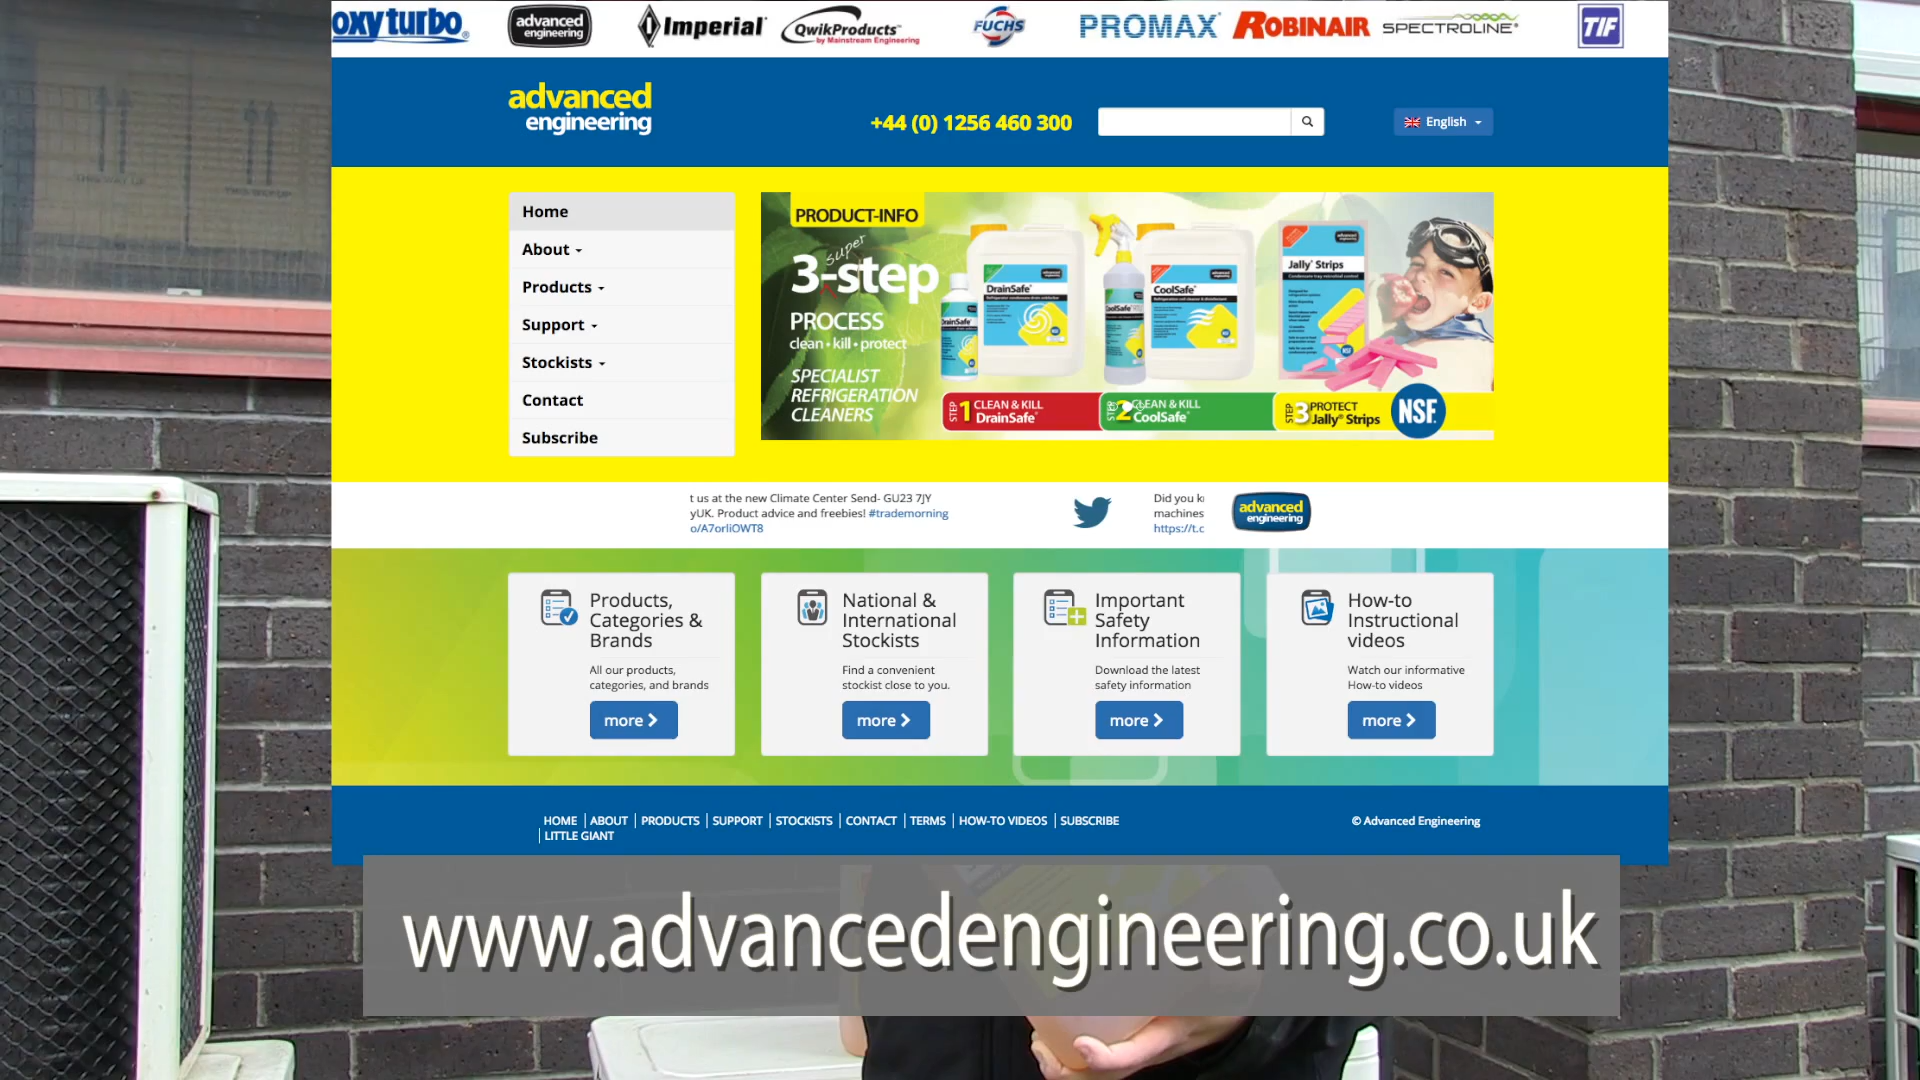 oxyturbo®
advanced
engineering
Imperial
QwikProducts™
by Mainstream Engineering
FUCHS
PROMAX®
ROBINAIR
SPECTROLINE®
TIF
advanced
engineering
+44 (0) 1256 460 300
English
Home
About
Products
Support
Stockists
Contact
Subscribe
PRODUCT-INFO
super
3-step
PROCESS
clean • kill • protect
SPECIALIST
REFRIGERATION
CLEANERS
DrainSafe
CoolSafe
Jally® Strips
STEP 1 CLEAN & KILL
DrainSafe®
STEP 2 CLEAN & KILL
CoolSafe®
STEP 3 PROTECT
Jally® Strips
NSF
t us at the new Climate Center Send- GU23 7JY
yUK. Product advice and freebies! #trademorning
o/A7orliOWT8
Did you k
machines
https://t.c
advanced
engineering
Products,
Categories &
Brands
All our products,
categories, and brands
more
National &
International
Stockists
Find a convenient
stockist close to you.
more
Important
Safety
Information
Download the latest
safety information
more
How-to
Instructional
videos
Watch our informative
How-to videos
more
HOME | ABOUT | PRODUCTS | SUPPORT | STOCKISTS | CONTACT | TERMS | HOW-TO VIDEOS | SUBSCRIBE
| LITTLE GIANT
© Advanced Engineering
www.advancedengineering.co.uk